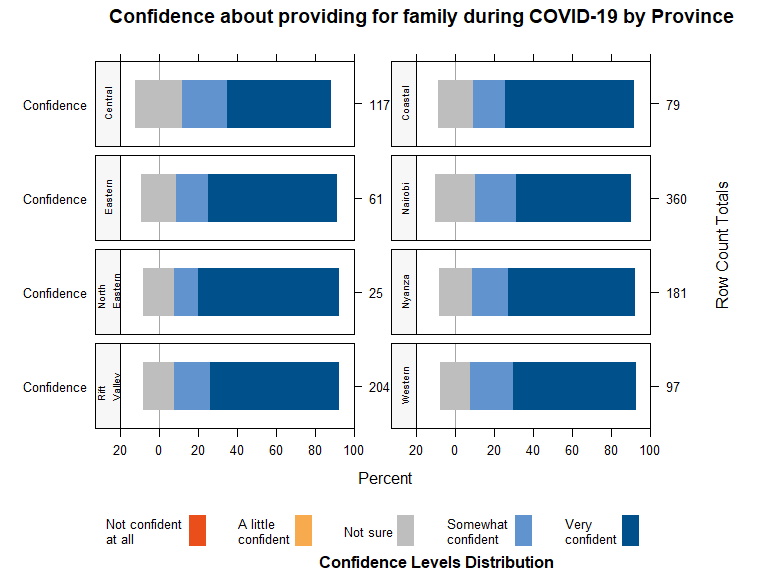 Confidence about providing for family during COVID-19 by Province
Confidence
Central
117
Coastal
79
Confidence
Eastern
61
Nairobi
360
Confidence
North
Eastern
25
Nyanza
181
Confidence
Rift
Valley
204
Western
97
Row Count Totals
20 0 20 40 60 80 100
20 0 20 40 60 80 100
Percent
Not confident
at all
A little
confident
Not sure
Somewhat
confident
Very
confident
Confidence Levels Distribution